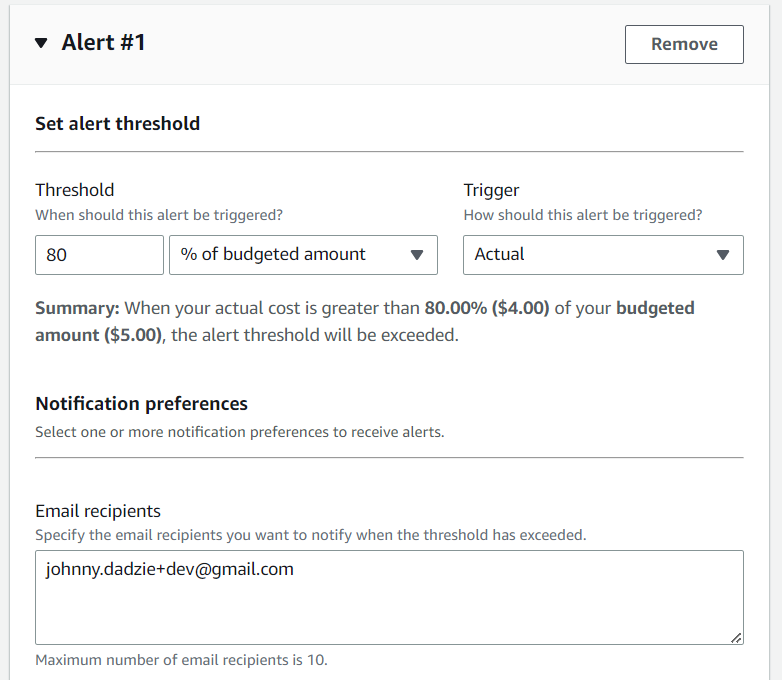 Alert #1
Remove
Set alert threshold
Threshold
When should this alert be triggered?
80
% of budgeted amount
Trigger
How should this alert be triggered?
Actual
Summary: When your actual cost is greater than 80.00% ($4.00) of your budgeted
amount ($5.00), the alert threshold will be exceeded.
Notification preferences
Select one or more notification preferences to receive alerts.
Email recipients
Specify the email recipients you want to notify when the threshold has exceeded.
johnny.dadzie+dev@gmail.com
Maximum number of email recipients is 10.